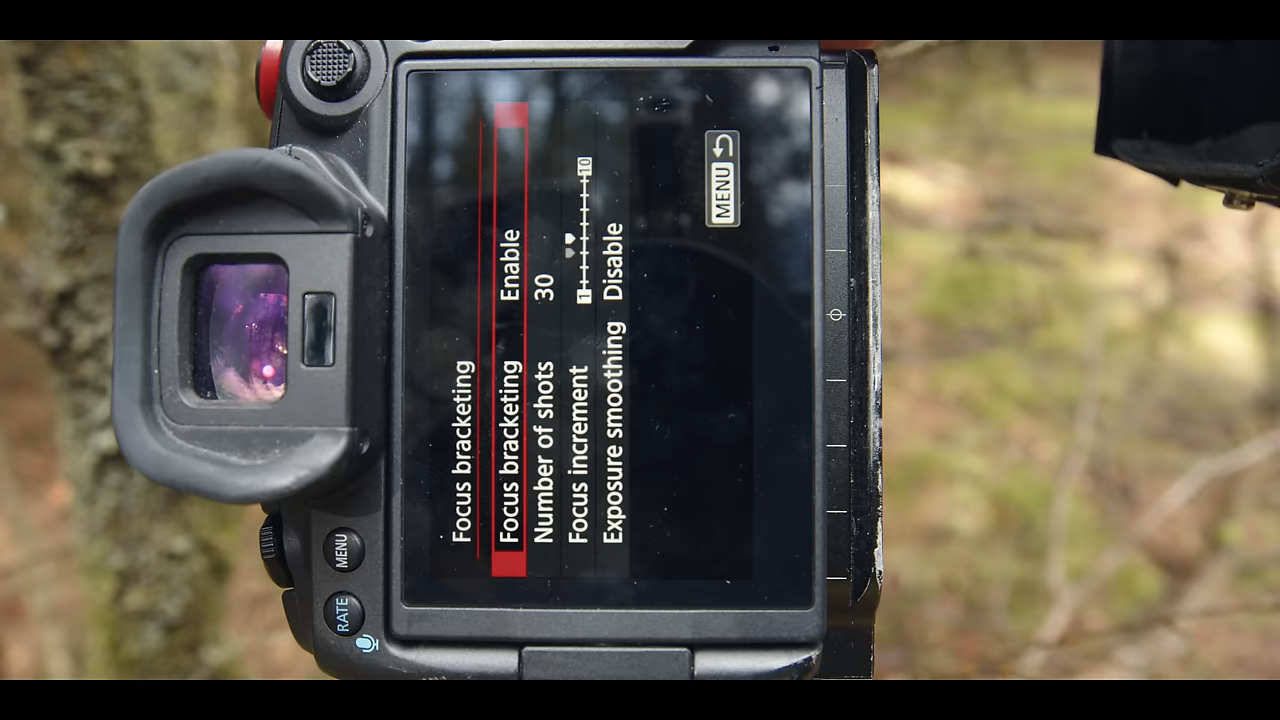 Focus bracketing
Focus bracketing Enable
Number of shots 30
Focus increment 1 10
Exposure smoothing Disable
MENU
MENU
RATE